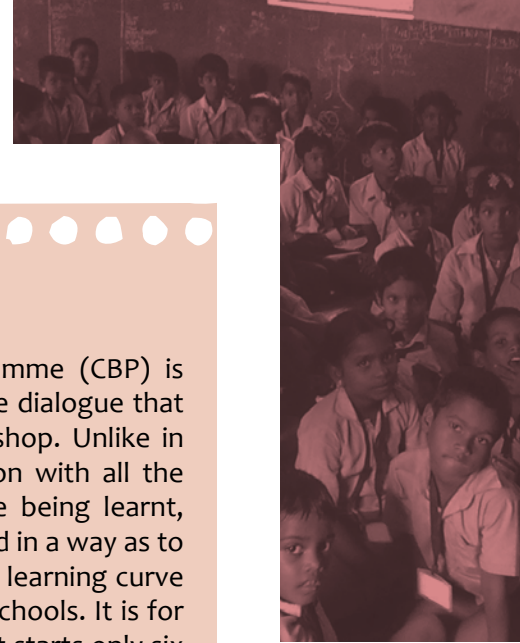 mme (CBP) is
e dialogue that
shop. Unlike in
on with all the
e being learnt,
d in a way as to
learning curve
chools. It is for
t starts only six